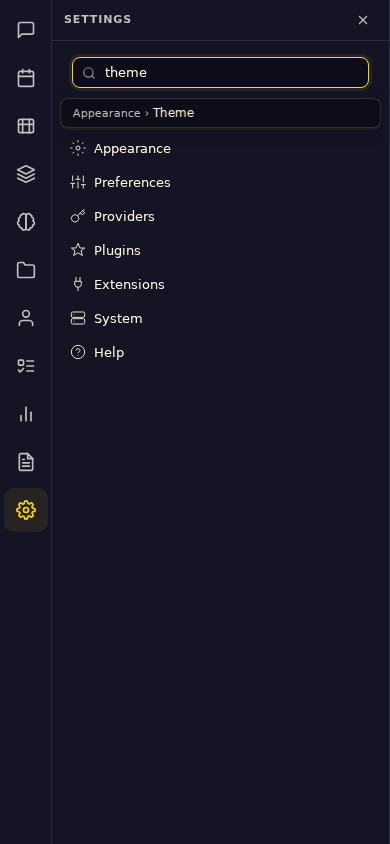 SETTINGS
theme
Appearance › Theme
Appearance
Preferences
Providers
Plugins
Extensions
System
Help